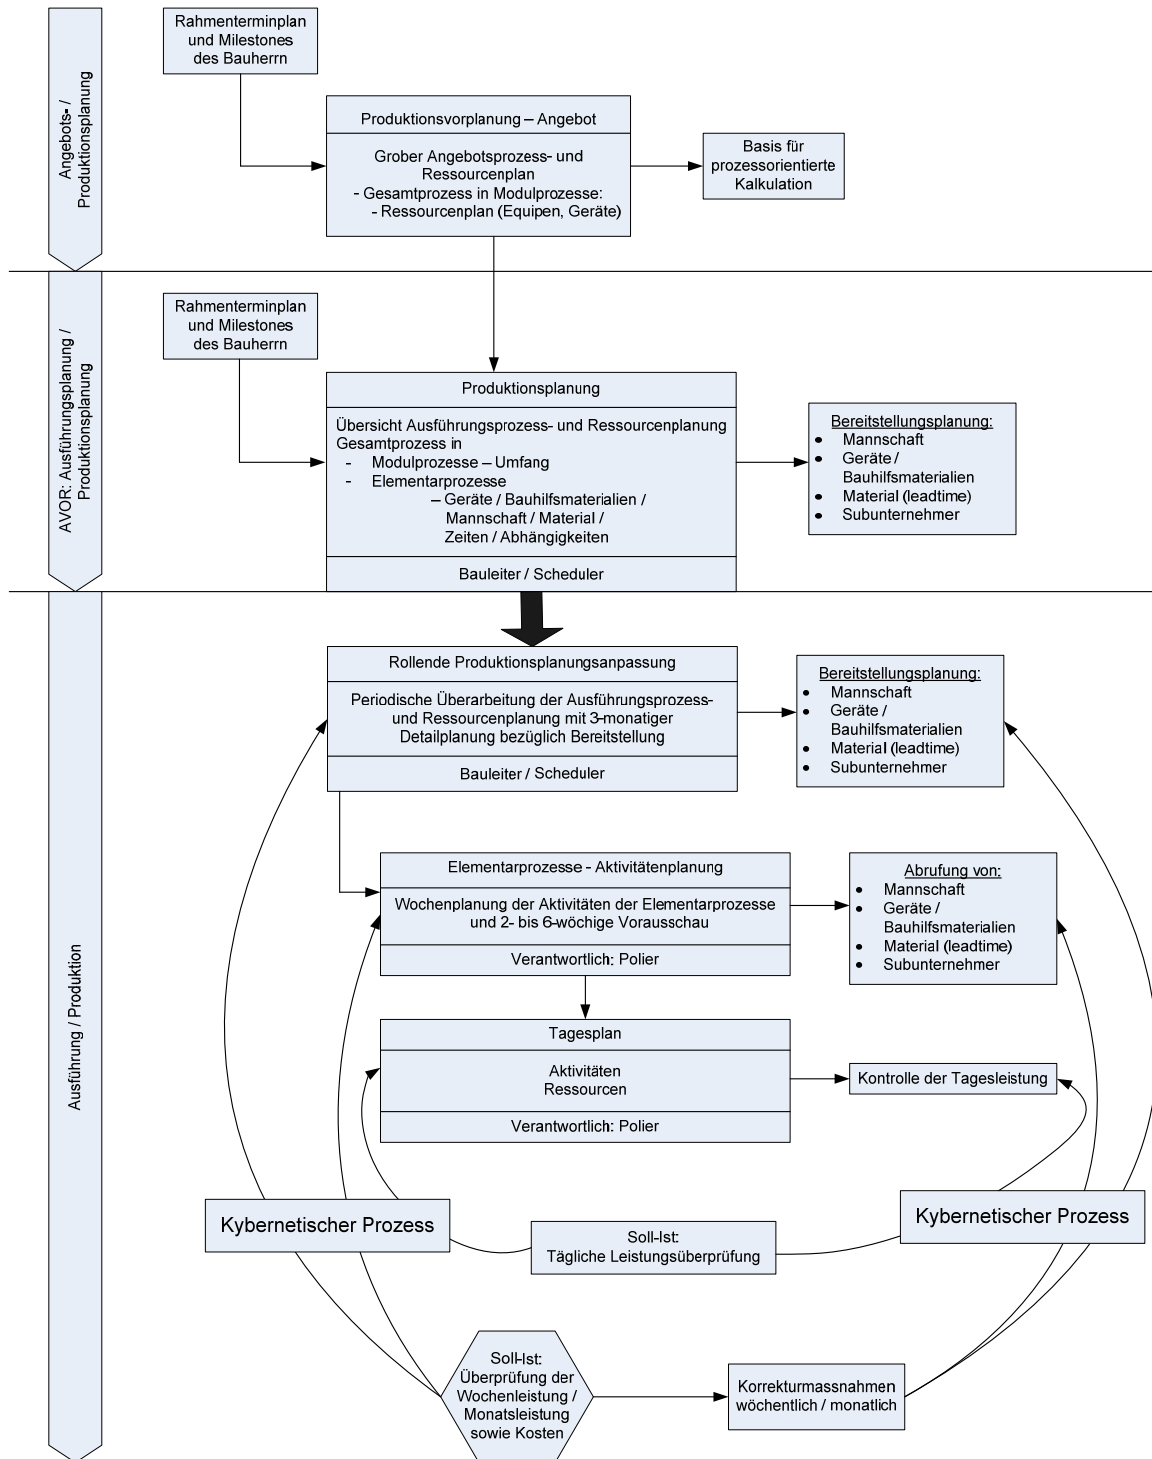 Angebots- /
Produktionsplanung
Rahmenterminplan
und Milestones
des Bauherrn
Produktionsvorplanung – Angebot
Grober Angebotsprozess- und
Ressourcenplan
- Gesamtprozess in Modulprozesse:
- Ressourcenplan (Equipen, Geräte)
Basis für
prozessorientierte
Kalkulation
AVOR: Ausführungsplanung /
Produktionsplanung
Rahmenterminplan
und Milestones
des Bauherrn
Produktionsplanung
Übersicht Ausführungsprozess- und Ressourcenplanung
Gesamtprozess in
- Modulprozesse – Umfang
- Elementarprozesse
– Geräte / Bauhilfsmaterialien /
Mannschaft / Material /
Zeiten / Abhängigkeiten
Bauleiter / Scheduler
Bereitstellungsplanung:
• Mannschaft
• Geräte /
Bauhilfsmaterialien
• Material (leadtime)
• Subunternehmer
Ausführung / Produktion
Rollende Produktionsplanungsanpassung
Periodische Überarbeitung der Ausführungsprozess-
und Ressourcenplanung mit 3-monatiger
Detailplanung bezüglich Bereitstellung
Bauleiter / Scheduler
Bereitstellungsplanung:
• Mannschaft
• Geräte /
Bauhilfsmaterialien
• Material (leadtime)
• Subunternehmer
Elementarprozesse - Aktivitätenplanung
Wochenplanung der Aktivitäten der Elementarprozesse
und 2- bis 6-wöchige Vorausschau
Verantwortlich: Polier
Abrufung von:
• Mannschaft
• Geräte /
Bauhilfsmaterialien
• Material (leadtime)
• Subunternehmer
Tagesplan
Aktivitäten
Ressourcen
Verantwortlich: Polier
Kontrolle der Tagesleistung
Kybernetischer Prozess
Soll-Ist:
Tägliche Leistungsüberprüfung
Kybernetischer Prozess
Soll-Ist:
Überprüfung der
Wochenleistung /
Monatsleistung
sowie Kosten
Korrekturmassnahmen
wöchentlich / monatlich